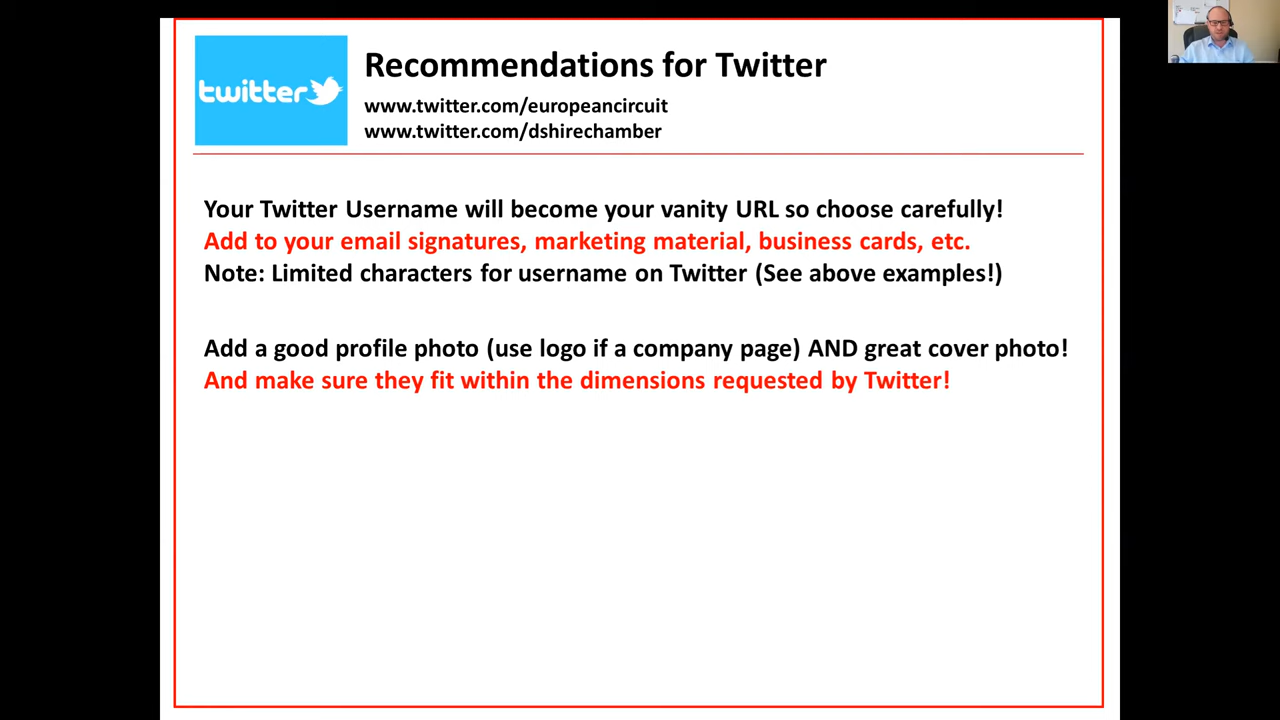 twitter
Recommendations for Twitter
www.twitter.com/europeancircuit
www.twitter.com/dshirechamber
Your Twitter Username will become your vanity URL so choose carefully!
Add to your email signatures, marketing material, business cards, etc.
Note: Limited characters for username on Twitter (See above examples!)
Add a good profile photo (use logo if a company page) AND great cover photo!
And make sure they fit within the dimensions requested by Twitter!